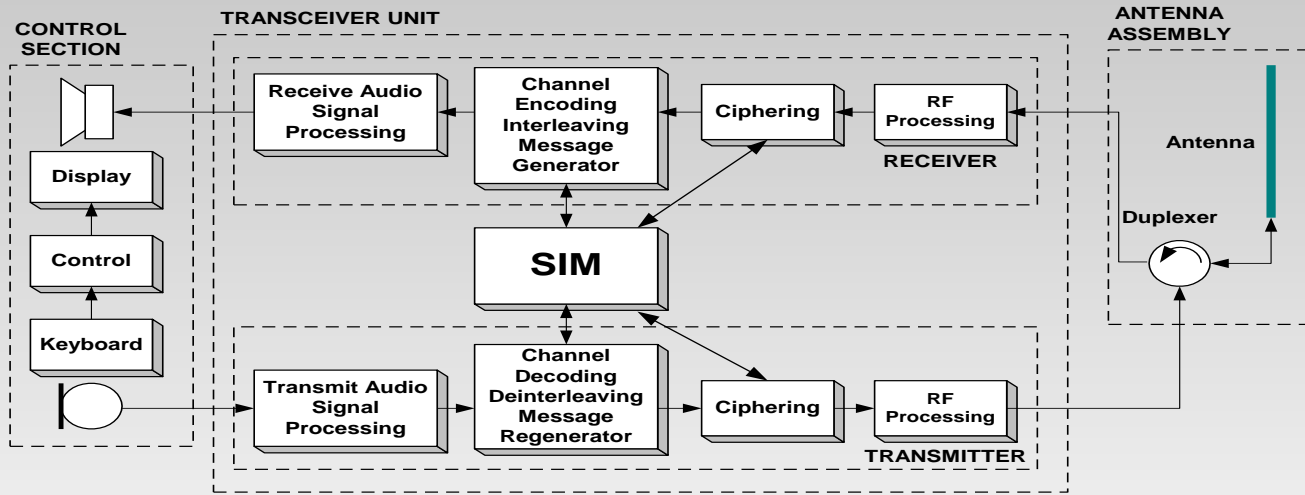 CONTROL
SECTION
TRANSCEIVER UNIT
ANTENNA
ASSEMBLY
Receive Audio
Signal
Processing
Channel
Encoding
Interleaving
Message
Generator
Ciphering
RF
Processing
RECEIVER
Antenna
Display
Duplexer
Control
SIM
Keyboard
Transmit Audio
Signal
Processing
Channel
Decoding
Deinterleaving
Message
Regenerator
Ciphering
RF
Processing
TRANSMITTER